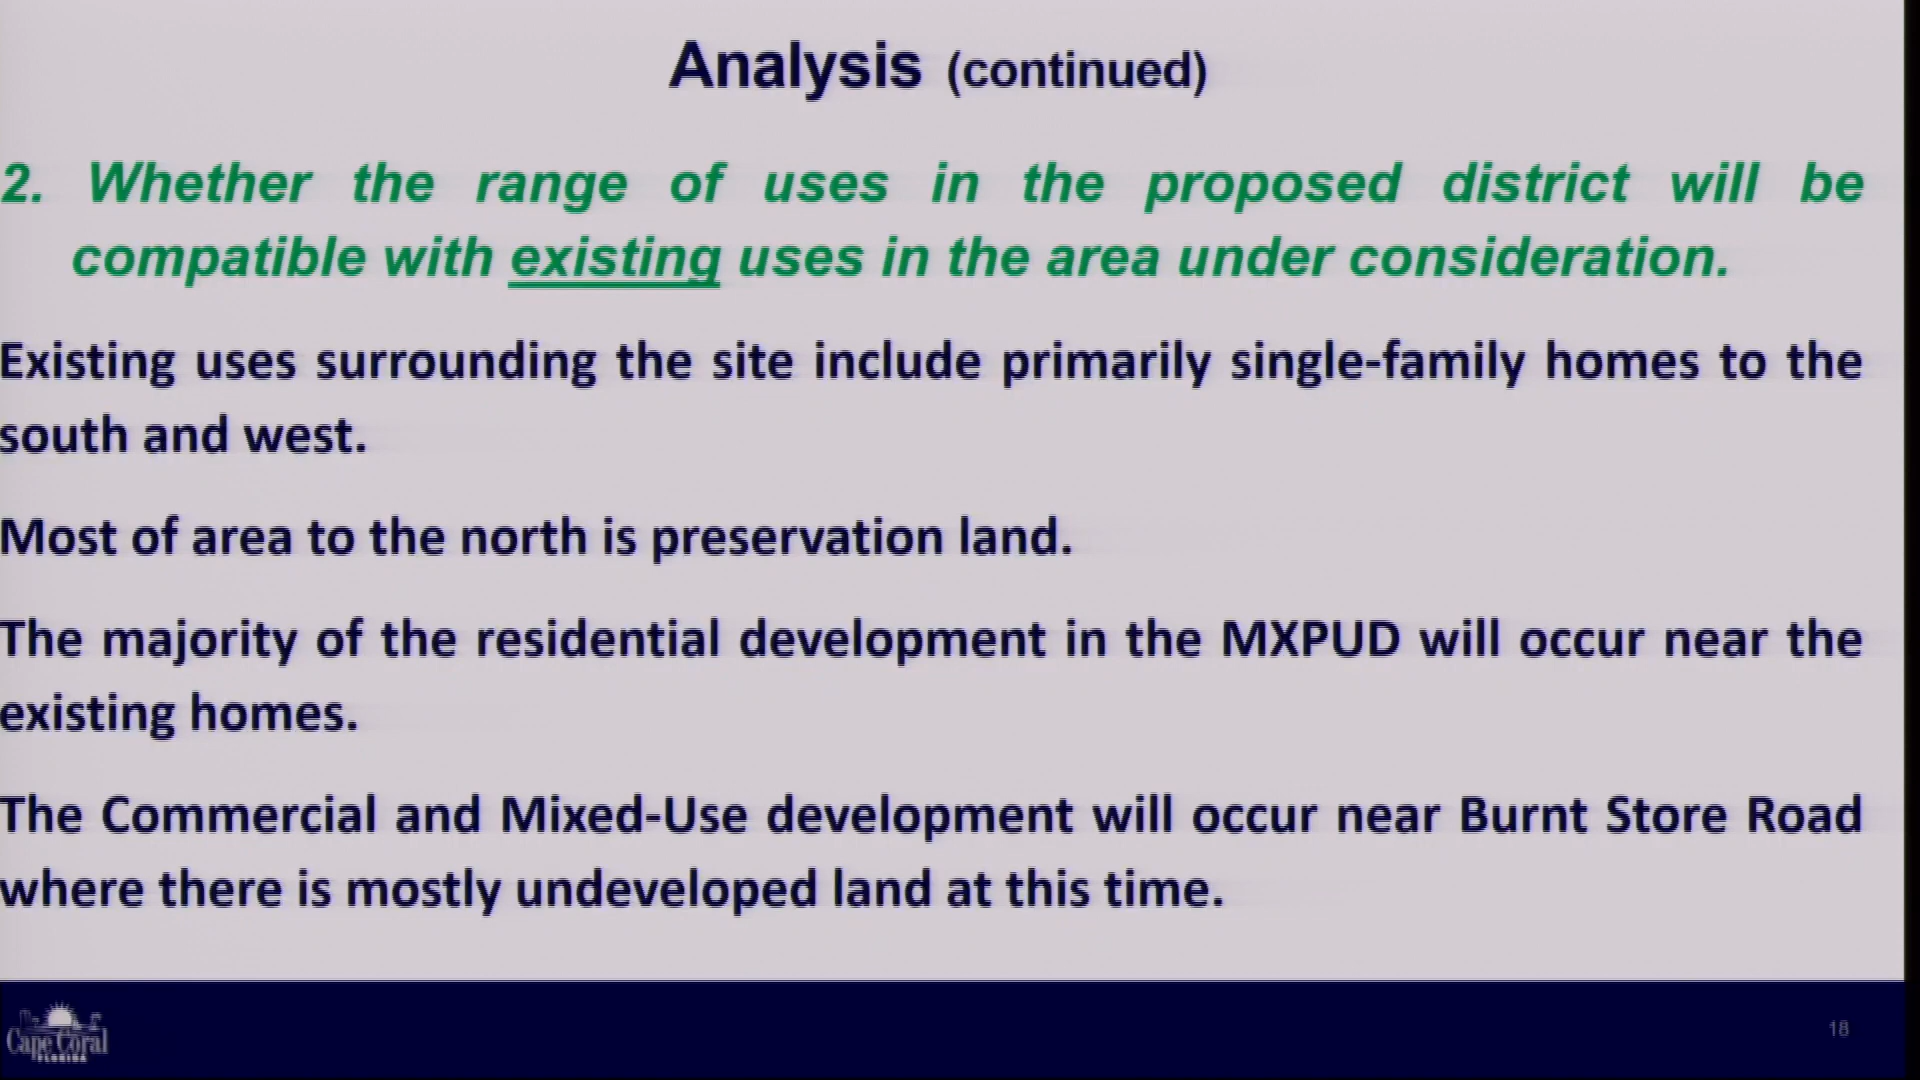 Analysis (continued)
2. Whether the range of uses in the proposed district will be
compatible with existing uses in the area under consideration.
Existing uses surrounding the site include primarily single-family homes to the
south and west.
Most of area to the north is preservation land.
The majority of the residential development in the MXPUD will occur near the
existing homes.
The Commercial and Mixed-Use development will occur near Burnt Store Road
where there is mostly undeveloped land at this time.
Cape Coral
FLORIDA
18